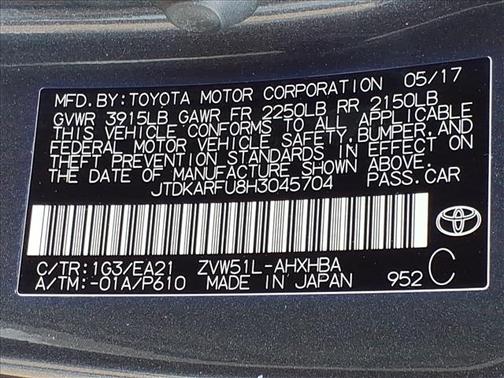 MFD.BY:TOYOTA MOTOR CORPORATION 05/17
GVWR 3915LB GAWR FR 2250LB RR 2150LB
THIS VEHICLE CONFORMS TO ALL APPLICABLE
FEDERAL MOTOR VEHICLE SAFETY,BUMPER,AND
THEFT PREVENTION STANDARDS IN EFFECT ON
THE DATE OF MANUFACTURE SHOWN ABOVE.
JTDKARFU8H3045704 PASS.CAR
C/TR:1G3/EA21 ZVW51L-AHXHBA
A/TM:-01A/P610 MADE IN JAPAN 952 C
TOYOTA